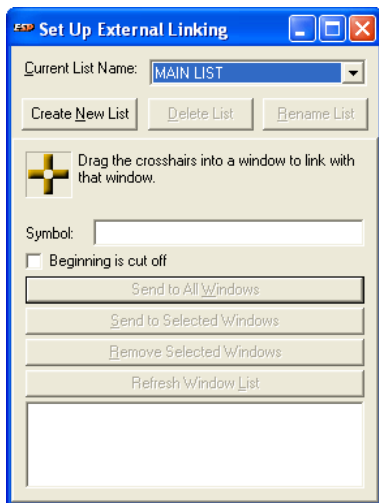 ESP Set Up External Linking
Current List Name: MAIN LIST
Create New List Delete List Rename List
Drag the crosshairs into a window to link with
that window.
Symbol:
Beginning is cut off
Send to All Windows
Send to Selected Windows
Remove Selected Windows
Refresh Window List